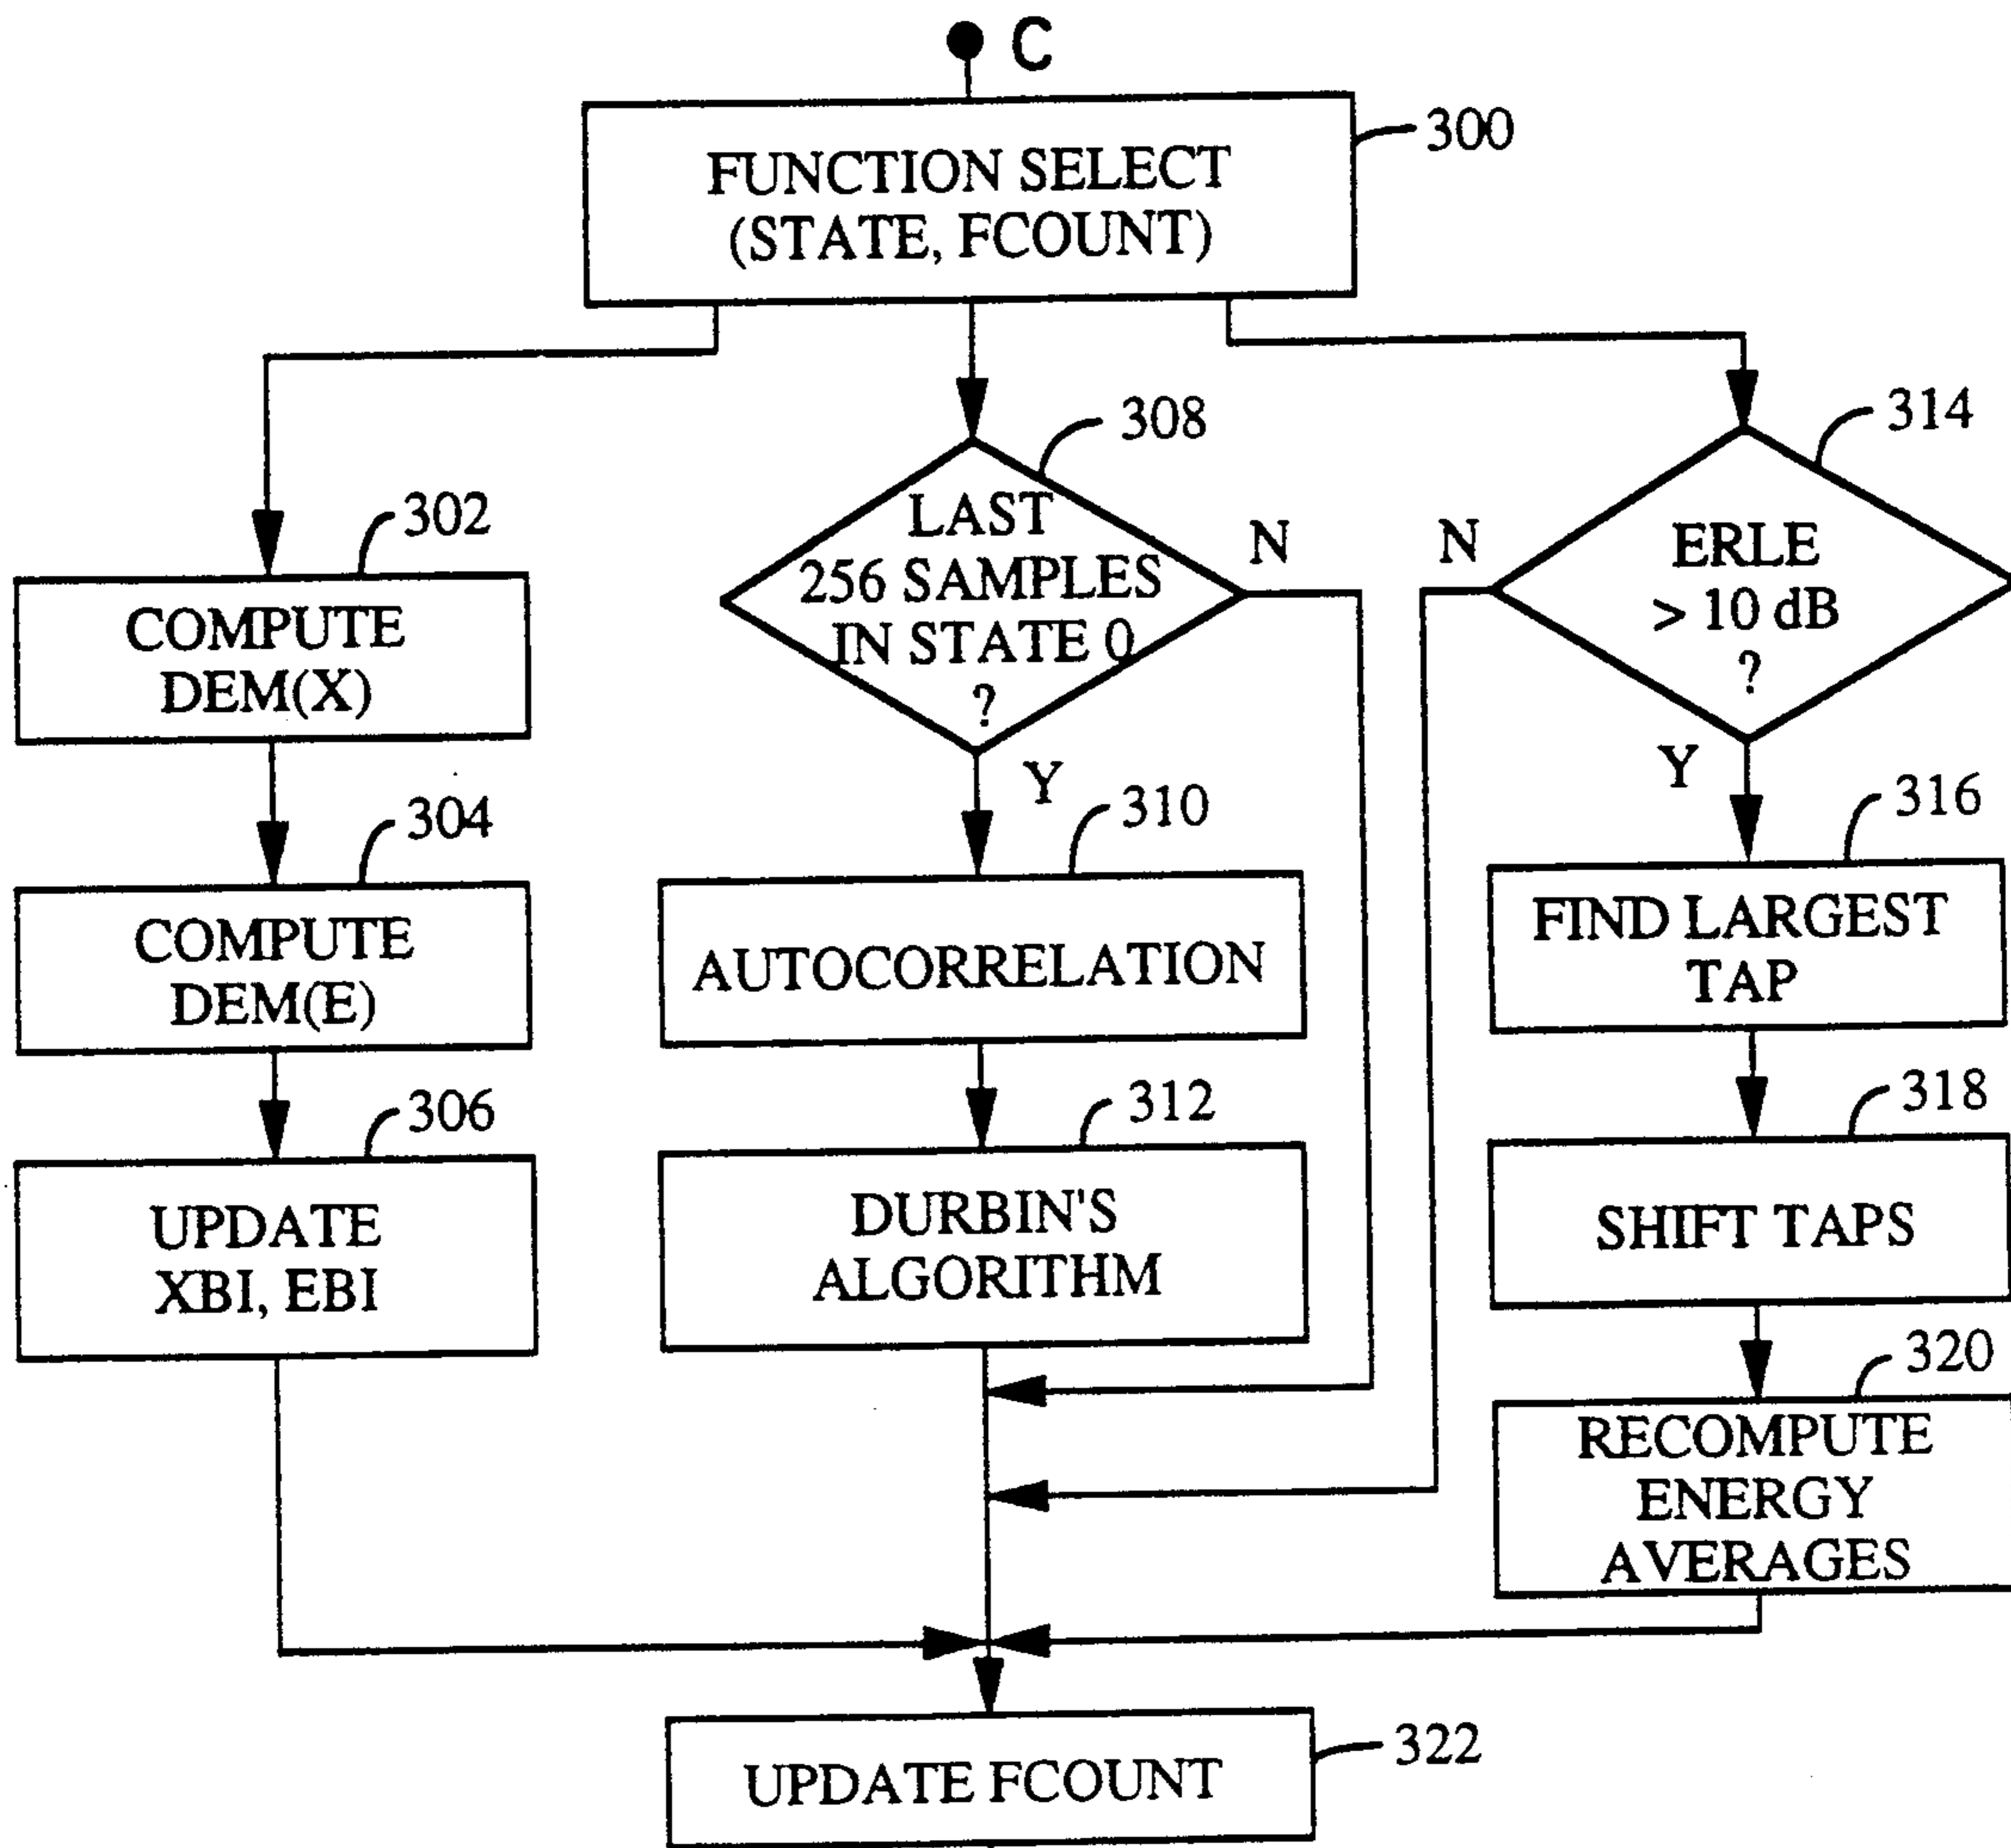 C
FUNCTION SELECT
(STATE, FCOUNT)
300
302
COMPUTE
DEM(X)
304
COMPUTE
DEM(E)
306
UPDATE
XBI, EBI
308
LAST
256 SAMPLES
IN STATE 0
?
N
Y
310
AUTOCORRELATION
312
DURBIN'S
ALGORITHM
314
ERLE
> 10 dB
?
N
Y
316
FIND LARGEST
TAP
318
SHIFT TAPS
320
RECOMPUTE
ENERGY
AVERAGES
UPDATE FCOUNT
322